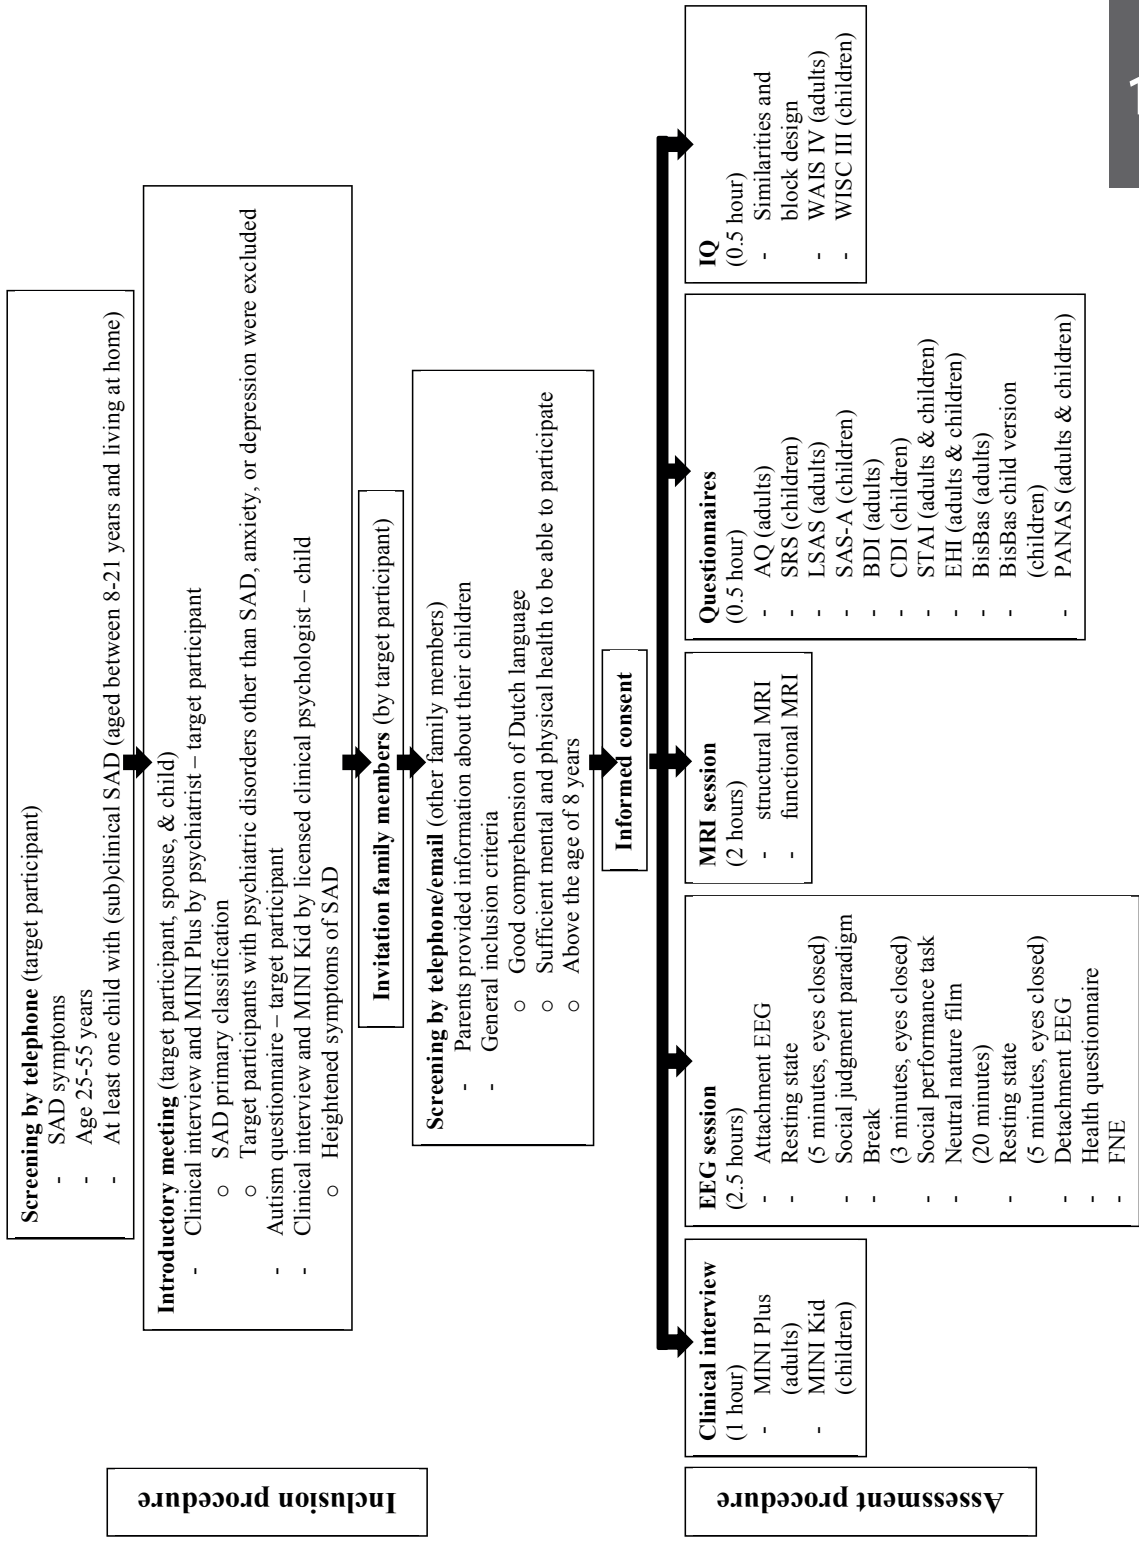 Inclusion procedure
Screening by telephone (target participant)
- SAD symptoms
- Age 25-55 years
- At least one child with (sub)clinical SAD (aged between 8-21 years and living at home)
Introductory meeting (target participant, spouse, & child)
- Clinical interview and MINI Plus by psychiatrist – target participant
o SAD primary classification
o Target participants with psychiatric disorders other than SAD, anxiety, or depression were excluded
- Autism questionnaire – target participant
- Clinical interview and MINI Kid by licensed clinical psychologist – child
o Heightened symptoms of SAD
Invitation family members (by target participant)
Screening by telephone/email (other family members)
- Parents provided information about their children
- General inclusion criteria
o Good comprehension of Dutch language
o Sufficient mental and physical health to be able to participate
o Above the age of 8 years
Informed consent
Assessment procedure
Clinical interview
(1 hour)
- MINI Plus
(adults)
- MINI Kid
(children)
EEG session
(2.5 hours)
- Attachment EEG
- Resting state
(5 minutes, eyes closed)
- Social judgment paradigm
- Break
(3 minutes, eyes closed)
- Social performance task
- Neutral nature film
(20 minutes)
- Resting state
(5 minutes, eyes closed)
- Detachment EEG
- Health questionnaire
- FNE
MRI session
(2 hours)
- structural MRI
- functional MRI
Questionnaires
(0.5 hour)
- AQ (adults)
- SRS (children)
- LSAS (adults)
- SAS-A (children)
- BDI (adults)
- CDI (children)
- STAI (adults & children)
- EHI (adults & children)
- BisBas (adults)
- BisBas child version
(children)
- PANAS (adults & children)
IQ
(0.5 hour)
- Similarities and
block design
- WAIS IV (adults)
- WISC III (children)
1